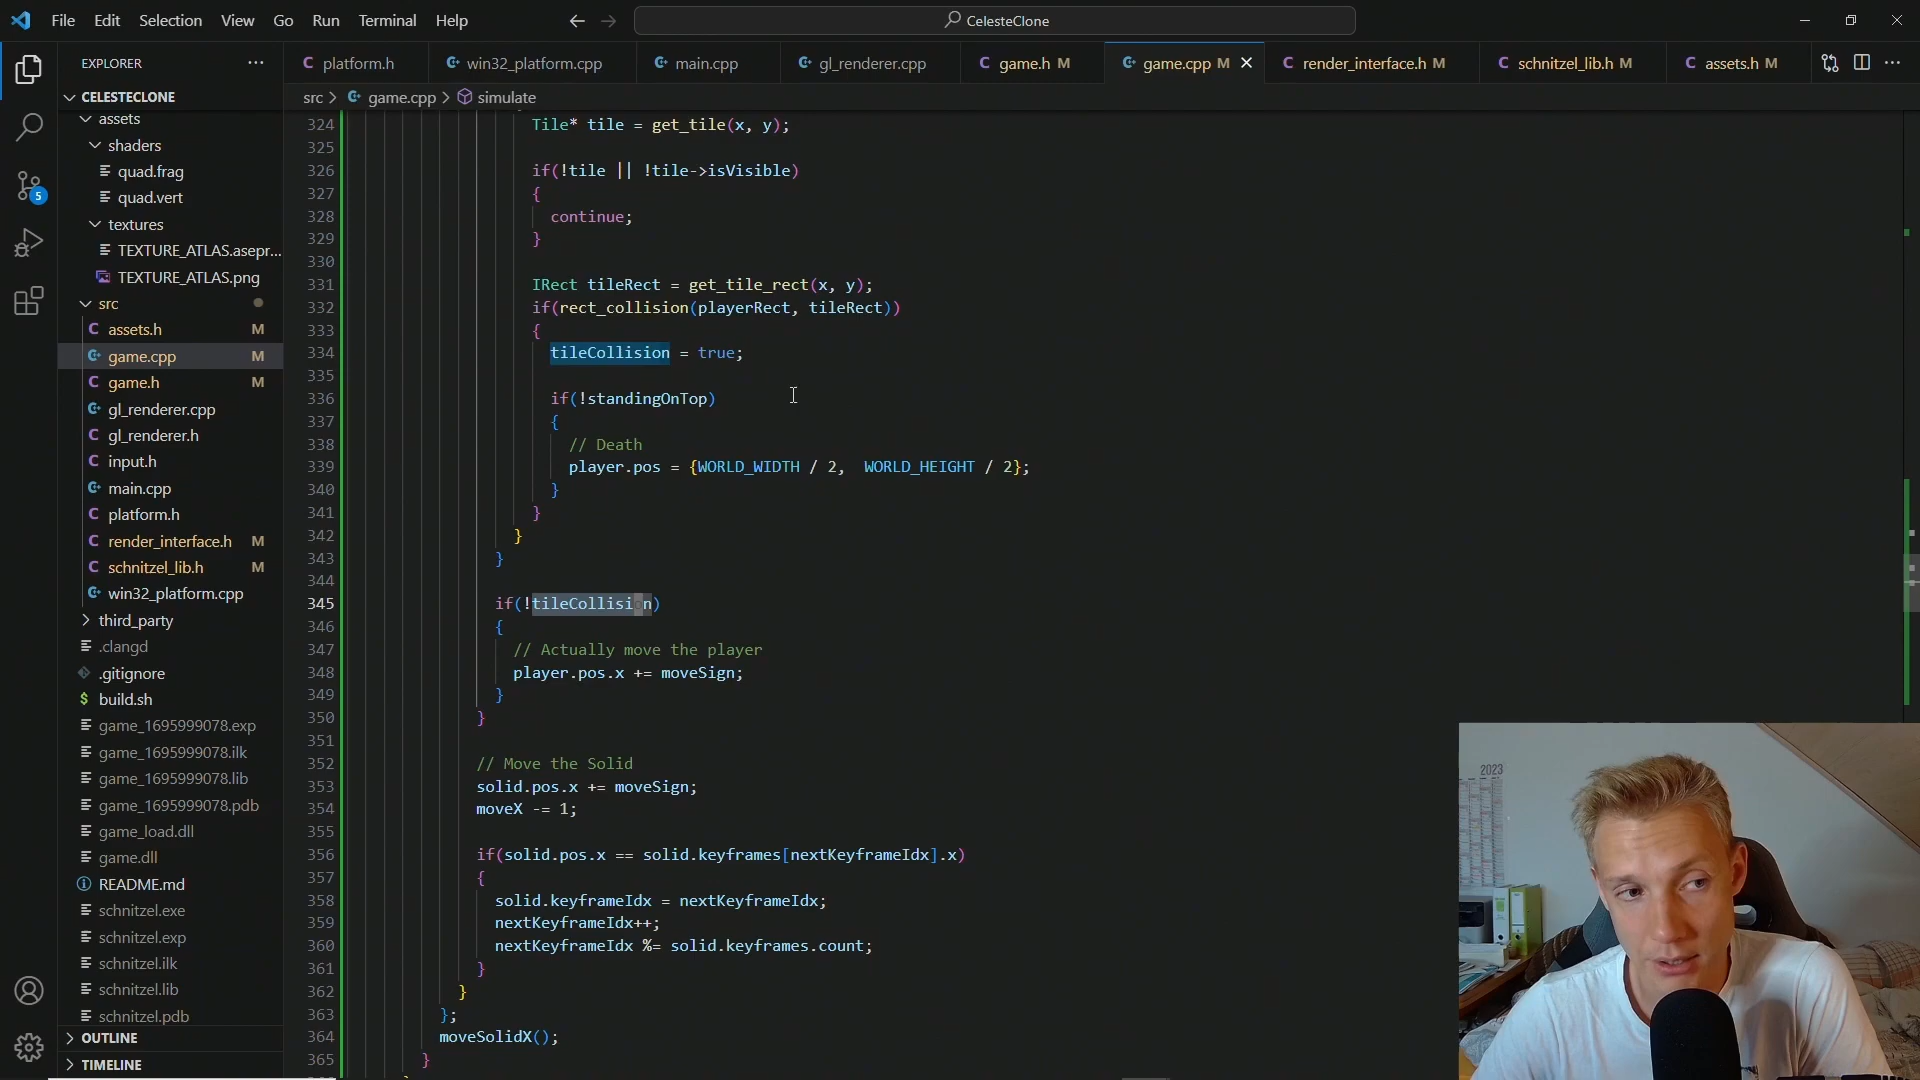 File Edit Selection View Go Run Terminal Help
CelesteClone
EXPLORER
platform.h
win32_platform.cpp
main.cpp
gl_renderer.cpp
game.h M
game.cpp M
render_interface.h M
schnitzel_lib.h M
assets.h M
src > game.cpp > simulate
CELESTECLONE
assets
shaders
quad.frag
quad.vert
textures
TEXTURE_ATLAS.asepr...
TEXTURE_ATLAS.png
src
assets.h M
game.cpp M
game.h M
gl_renderer.cpp
gl_renderer.h
input.h
main.cpp
platform.h
render_interface.h M
schnitzel_lib.h M
win32_platform.cpp
third_party
.clangd
.gitignore
build.sh
game_1695999078.exp
game_1695999078.ilk
game_1695999078.lib
game_1695999078.pdb
game_load.dll
game.dll
README.md
schnitzel.exe
schnitzel.exp
schnitzel.ilk
schnitzel.lib
schnitzel.pdb
OUTLINE
TIMELINE
5
324 Tile* tile = get_tile(x, y);
325
326 if(!tile || !tile->isVisible)
327 {
328 continue;
329 }
330
331 IRect tileRect = get_tile_rect(x, y);
332 if(rect_collision(playerRect, tileRect))
333 {
334 tileCollision = true;
335
336 if(!standingOnTop)
337 {
338 // Death
339 player.pos = {WORLD_WIDTH / 2, WORLD_HEIGHT / 2};
340 }
341 }
342 }
343 }
344
345 if(!tileCollision)
346 {
347 // Actually move the player
348 player.pos.x += moveSign;
349 }
350 }
351
352 // Move the Solid
353 solid.pos.x += moveSign;
354 moveX -= 1;
355
356 if(solid.pos.x == solid.keyframes[nextKeyframeIdx].x)
357 {
358 solid.keyframeIdx = nextKeyframeIdx;
359 nextKeyframeIdx++;
360 nextKeyframeIdx %= solid.keyframes.count;
361 }
362 }
363 };
364 moveSolidX();
365 }
2023